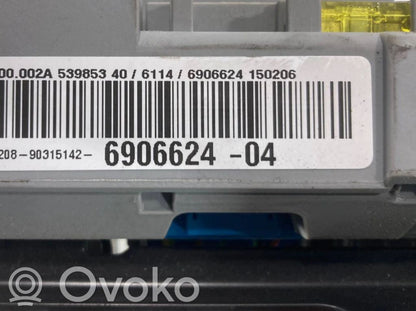 00.002A 539853 40 / 6114 / 6906624 150206
208-90315142- 6906624 -04
Ovoko